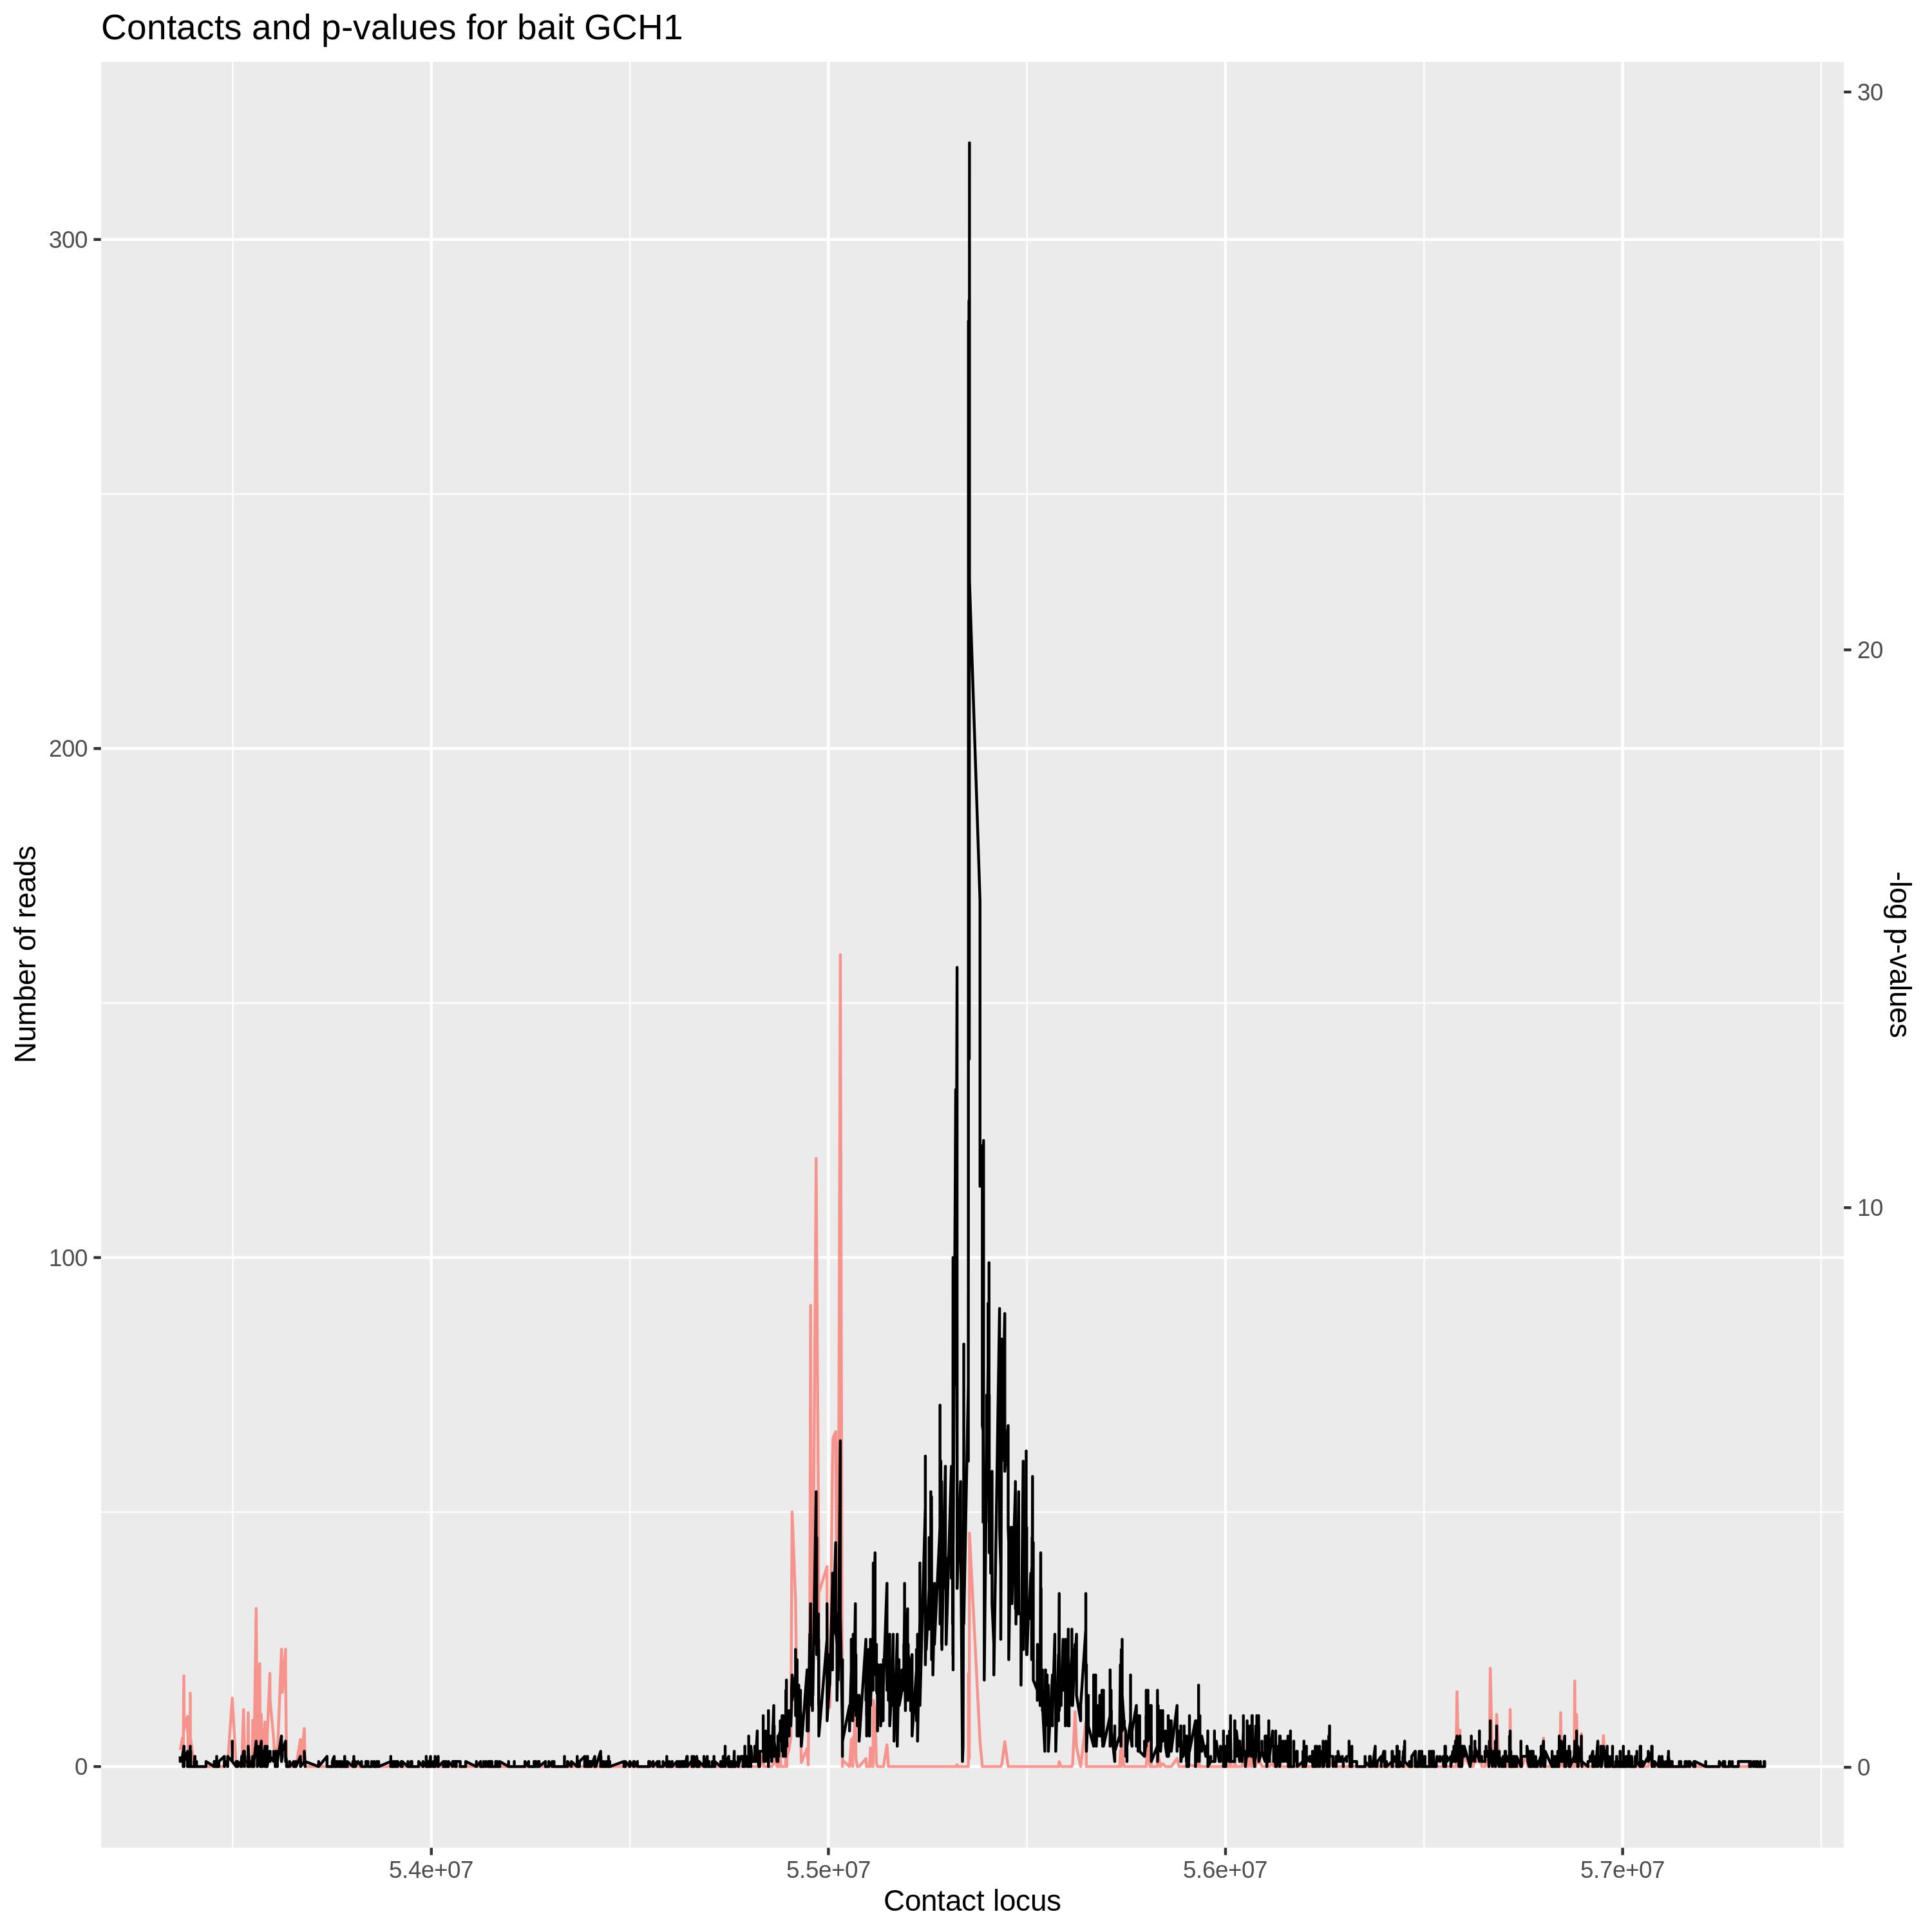 Contacts and p-values for bait GCH1
30
300
20
200
Number of reads
-log p-values
10
100
0
0
5.4e+07
5.5e+07
5.6e+07
5.7e+07
Contact locus